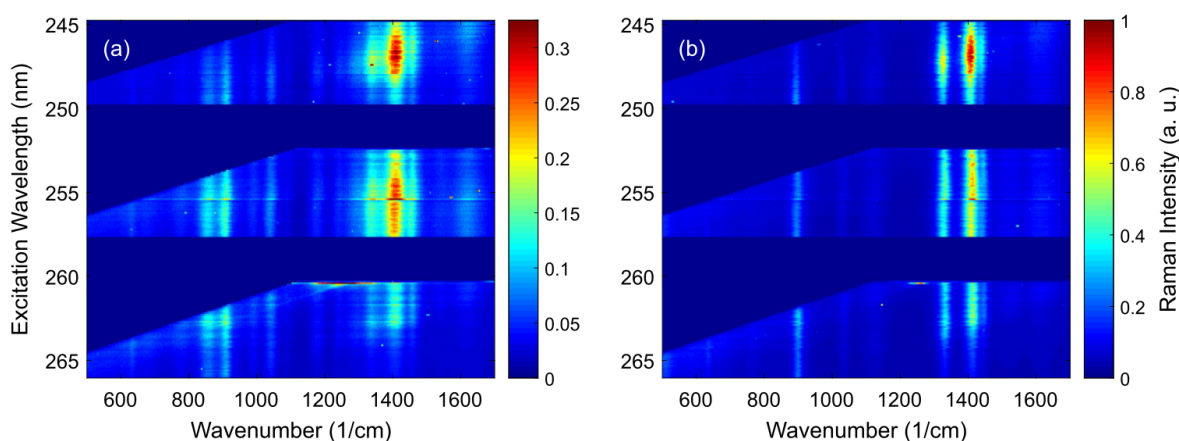 (a)
Excitation Wavelength (nm)
245
250
255
260
265
600 800 1000 1200 1400 1600
Wavenumber (1/cm)
0.3
0.25
0.2
0.15
0.1
0.05
0
(b)
245
250
255
260
265
600 800 1000 1200 1400 1600
Wavenumber (1/cm)
1
0.8
0.6
0.4
0.2
0
Raman Intensity (a. u.)